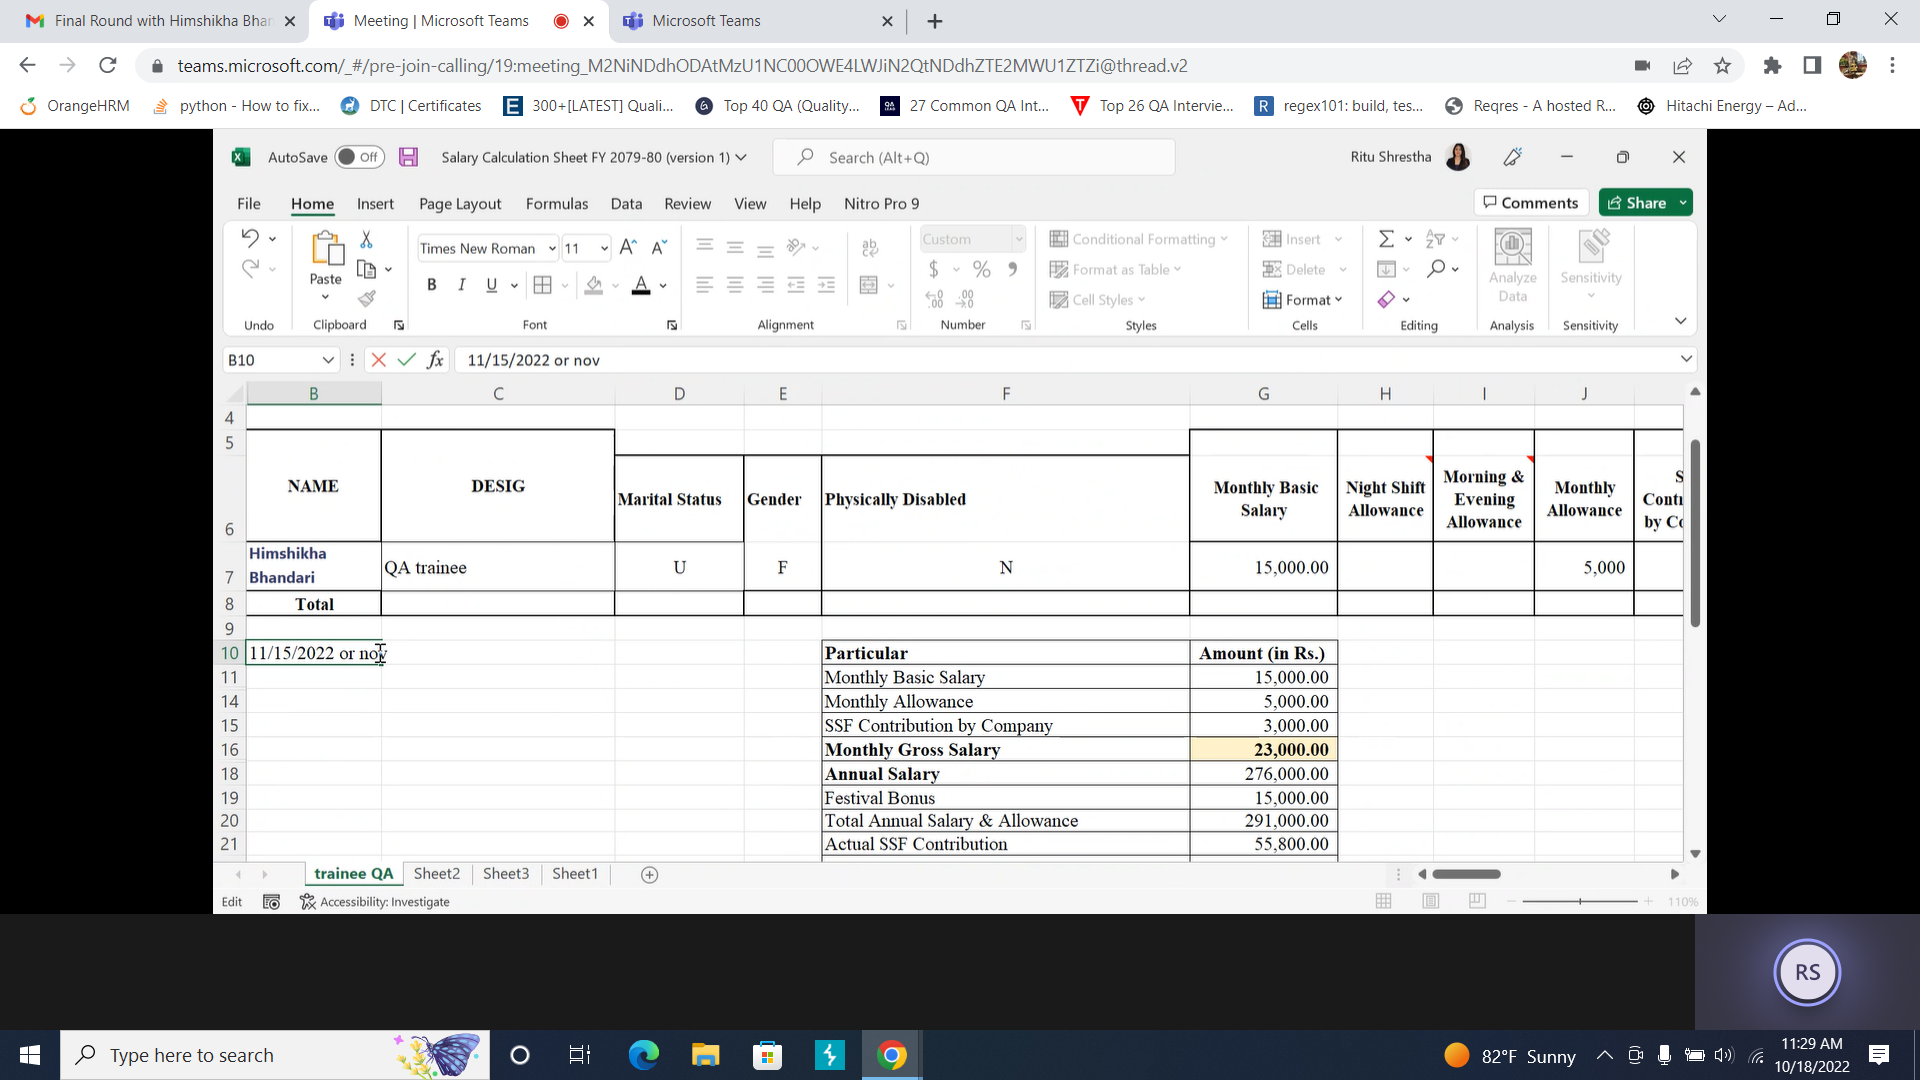 Final Round with Himshikha Bhan
Meeting | Microsoft Teams
Microsoft Teams
teams.microsoft.com/_#/pre-join-calling/19:meeting_M2NiNDdhODAtMzU1NC00OWE4LWJiN2QtNDdhZTE2MWU1ZTZi@thread.v2
OrangeHRM
python - How to fix...
DTC | Certificates
300+[LATEST] Quali...
Top 40 QA (Quality...
27 Common QA Int...
Top 26 QA Intervie...
regex101: build, tes...
Reqres - A hosted R...
Hitachi Energy – Ad...
AutoSave Off
Salary Calculation Sheet FY 2079-80 (version 1)
Search (Alt+Q)
Ritu Shrestha
File Home Insert Page Layout Formulas Data Review View Help Nitro Pro 9
Comments Share
Times New Roman 11
Custom
Conditional Formatting
Insert
Paste
Format as Table
Delete
Analyze Data
Sensitivity
B I U
$ % 9
Cell Styles
Format
Undo Clipboard Font Alignment Number Styles Cells Editing Analysis Sensitivity
B10 fx 11/15/2022 or nov
B C D E F G H I J
4
5
NAME DESIG Marital Status Gender Physically Disabled Monthly Basic Salary Night Shift Allowance Morning & Evening Allowance Monthly Allowance
6
7 Himshikha Bhandari QA trainee U F N 15,000.00 5,000
8 Total
9
10 11/15/2022 or nov Particular Amount (in Rs.)
11 Monthly Basic Salary 15,000.00
14 Monthly Allowance 5,000.00
15 SSF Contribution by Company 3,000.00
16 Monthly Gross Salary 23,000.00
18 Annual Salary 276,000.00
19 Festival Bonus 15,000.00
20 Total Annual Salary & Allowance 291,000.00
21 Actual SSF Contribution 55,800.00
trainee QA Sheet2 Sheet3 Sheet1
Edit Accessibility: Investigate 110%
RS
Type here to search
82°F Sunny
11:29 AM
10/18/2022